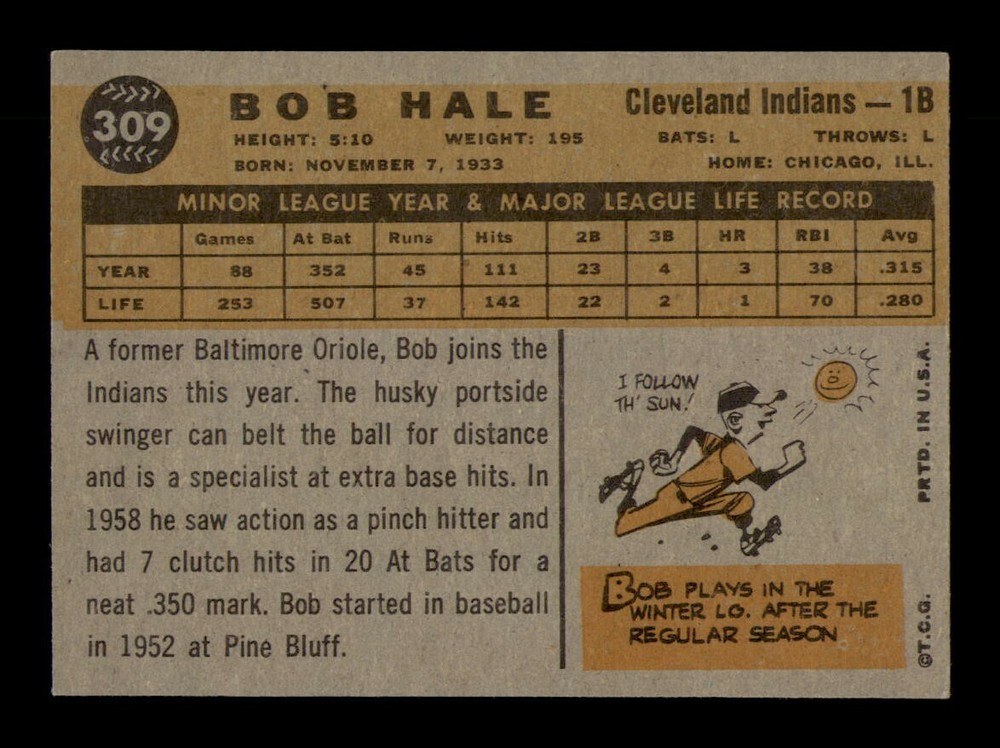 309
BOB HALE
Cleveland Indians — 1B
HEIGHT: 5:10 WEIGHT: 195 BATS: L THROWS: L
BORN: NOVEMBER 7, 1933 HOME: CHICAGO, ILL.
MINOR LEAGUE YEAR & MAJOR LEAGUE LIFE RECORD
Games At Bat Runs Hits 2B 3B HR RBI Avg
YEAR 88 352 45 111 23 4 3 38 .315
LIFE 253 507 37 142 22 2 1 70 .280
A former Baltimore Oriole, Bob joins the
Indians this year. The husky portside
swinger can belt the ball for distance
and is a specialist at extra base hits. In
1958 he saw action as a pinch hitter and
had 7 clutch hits in 20 At Bats for a
neat .350 mark. Bob started in baseball
in 1952 at Pine Bluff.
I FOLLOW
TH' SUN!
BOB PLAYS IN THE
WINTER LG. AFTER THE
REGULAR SEASON
©T.C.G. PRTD. IN U.S.A.